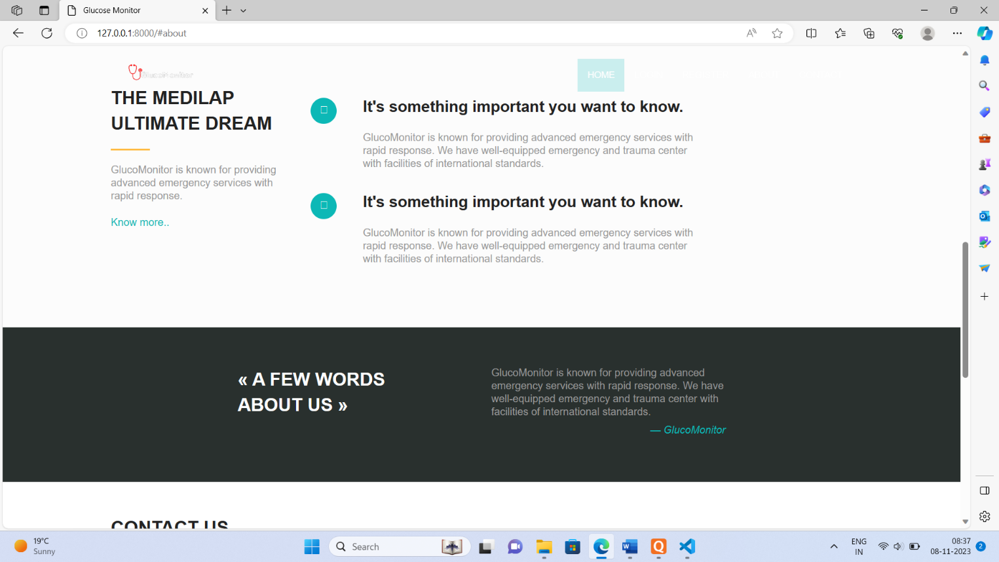 Glucose Monitor
127.0.0.1:8000/#about
GlucoMonitor
HOME
THE MEDILAP
ULTIMATE DREAM
GlucoMonitor is known for providing
advanced emergency services with
rapid response.
Know more..
It's something important you want to know.
GlucoMonitor is known for providing advanced emergency services with
rapid response. We have well-equipped emergency and trauma center
with facilities of international standards.
It's something important you want to know.
GlucoMonitor is known for providing advanced emergency services with
rapid response. We have well-equipped emergency and trauma center
with facilities of international standards.
« A FEW WORDS
ABOUT US »
GlucoMonitor is known for providing advanced
emergency services with rapid response. We have
well-equipped emergency and trauma center with
facilities of international standards.
— GlucoMonitor
CONTACT US
19°C
Sunny
Search
ENG
IN
08:37
08-11-2023
2